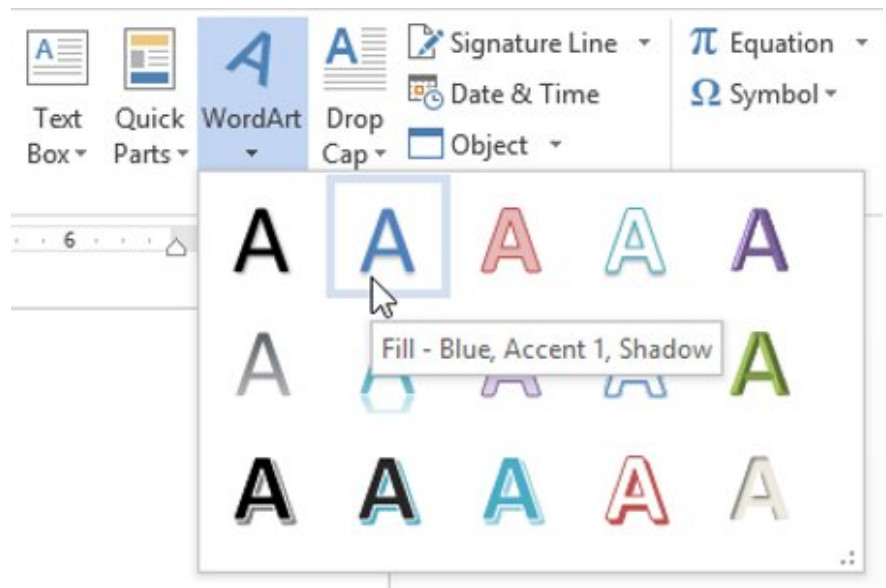 Text Box
Quick Parts
WordArt
Drop Cap
Signature Line
Date & Time
Object
π Equation
Ω Symbol
6
A A A A A
Fill - Blue, Accent 1, Shadow
A A A A A
A A A A A